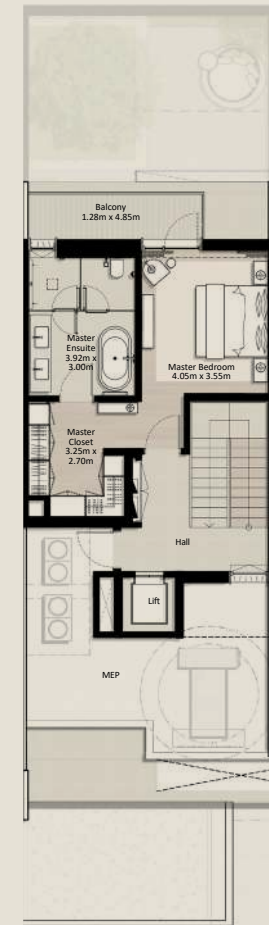 Balcony
1.28m x 4.85m
Master
Ensuite
3.92m x
3.00m
Master Bedroom
4.05m x 3.55m
Master
Closet
3.25m x
2.70m
Hall
Lift
MEP